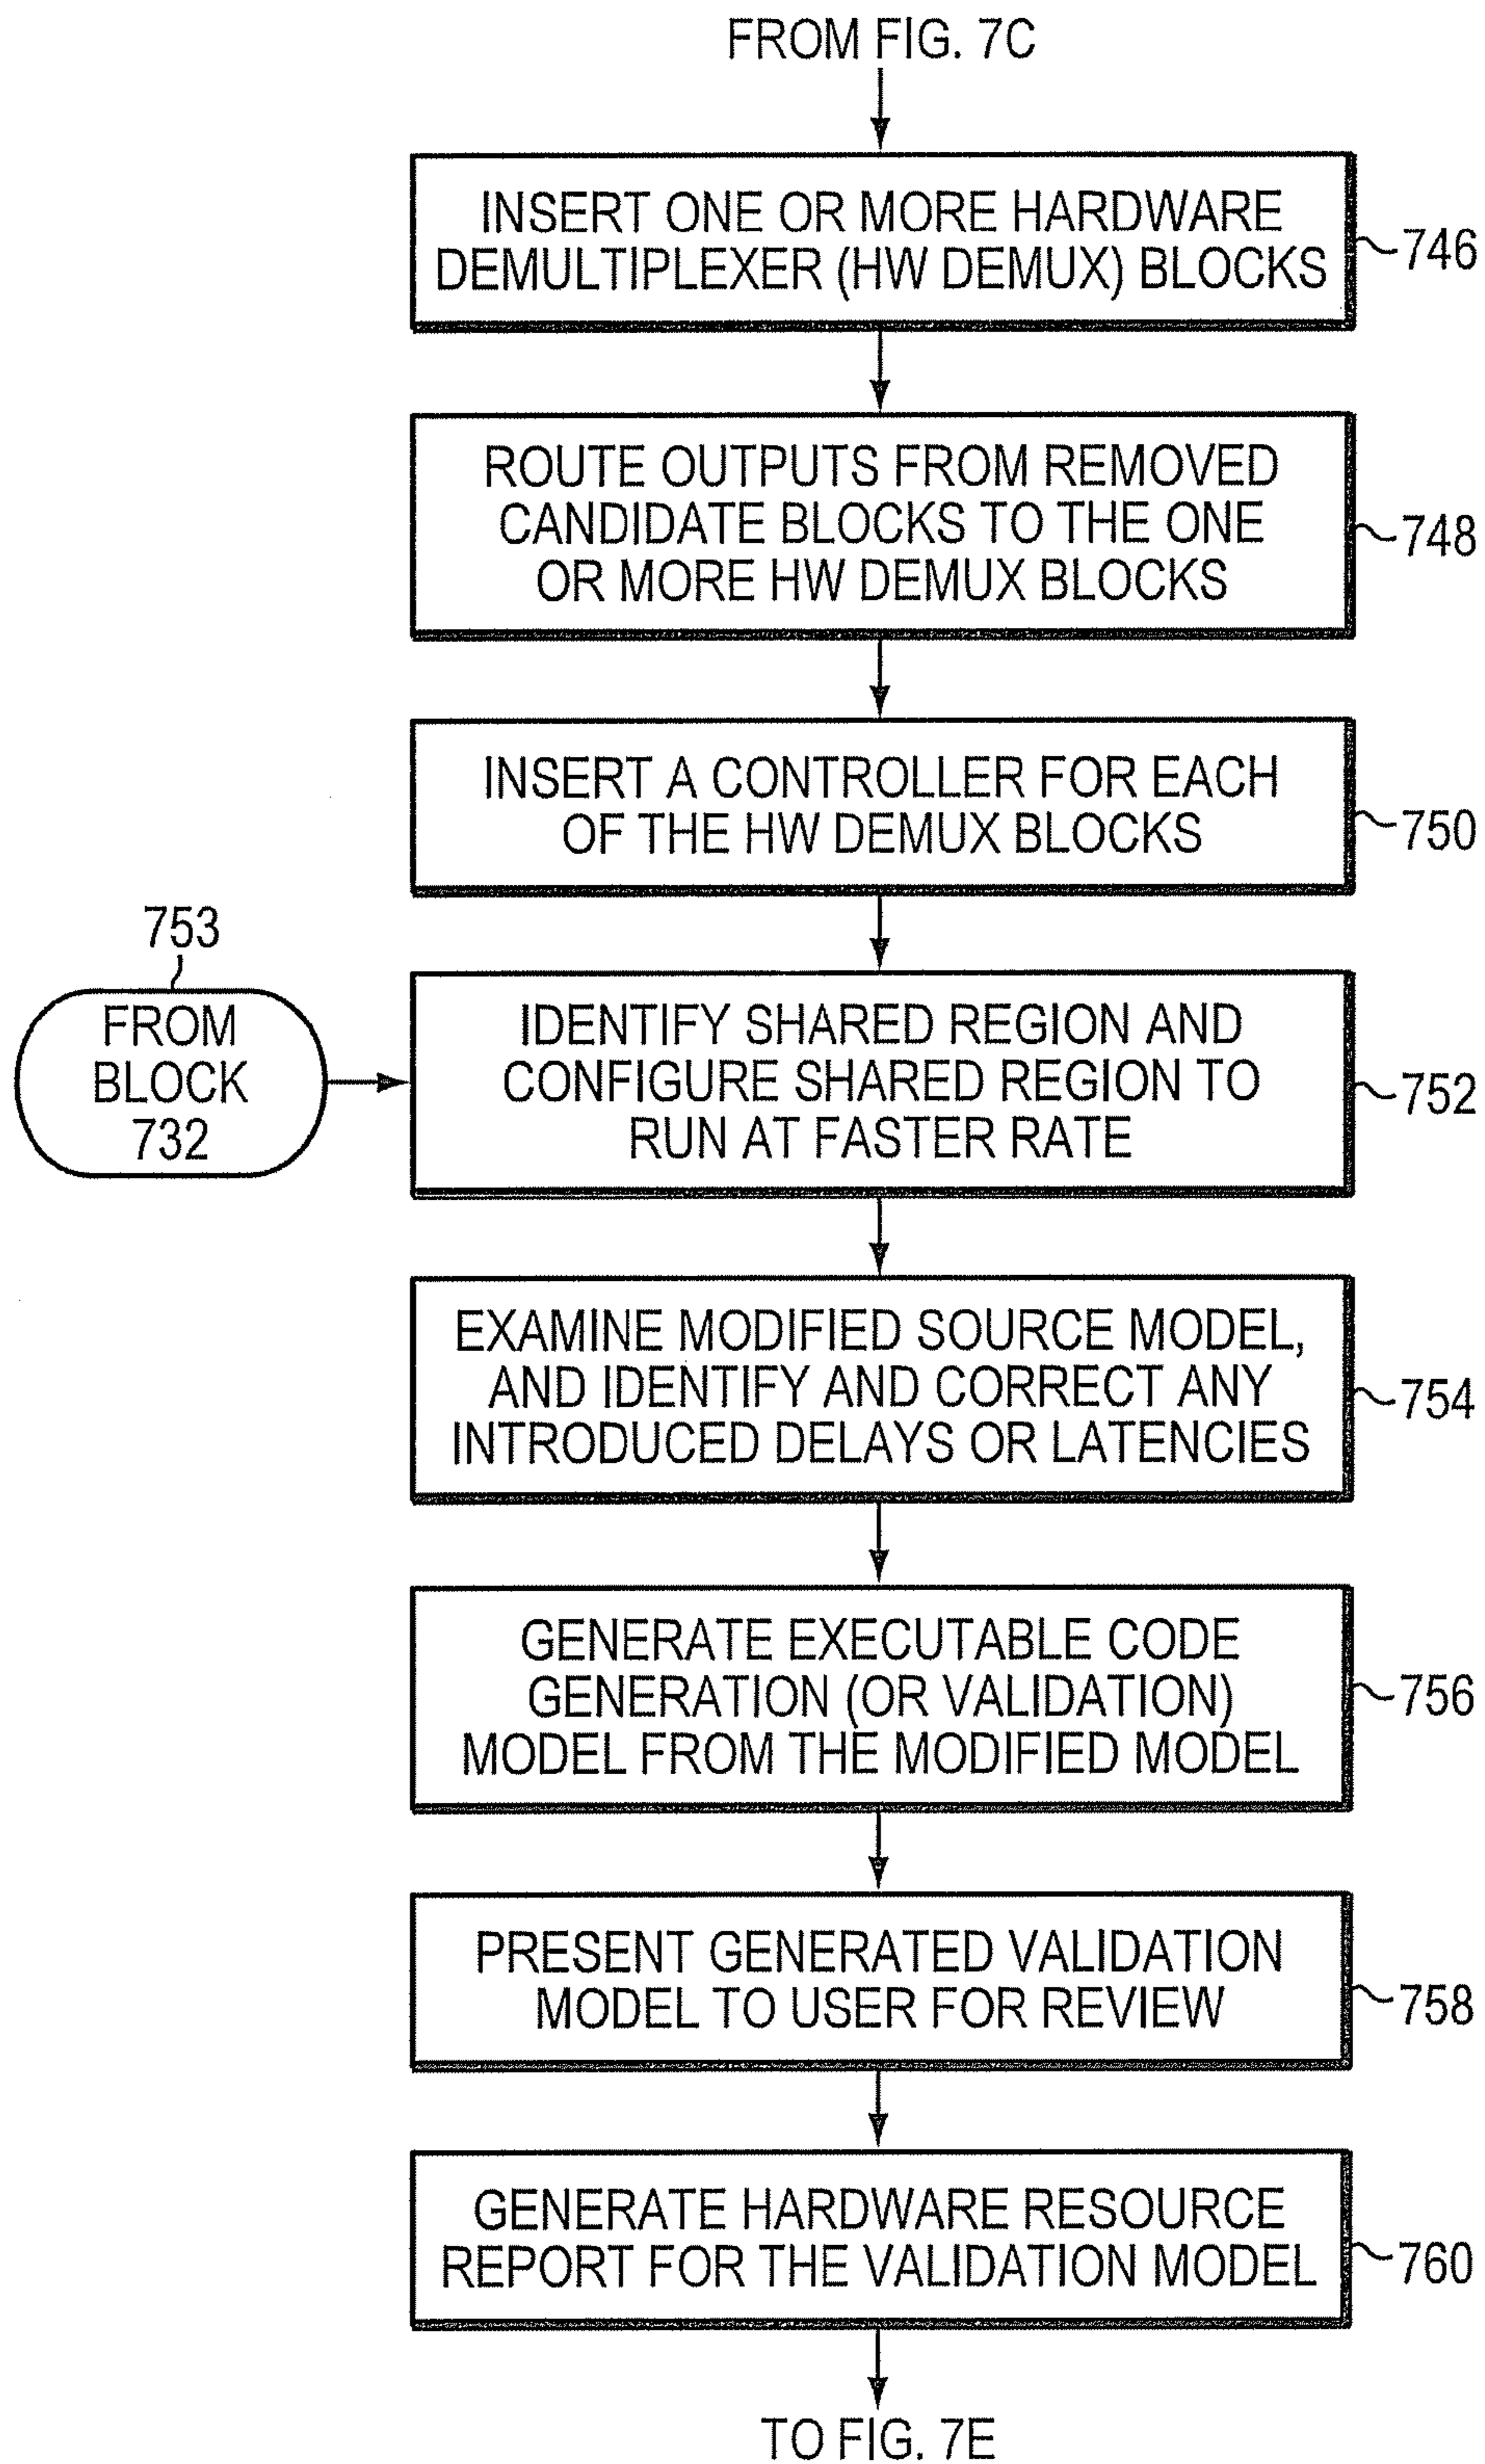 FROM FIG. 7C
INSERT ONE OR MORE HARDWARE
DEMULTIPLEXER (HW DEMUX) BLOCKS
746
ROUTE OUTPUTS FROM REMOVED
CANDIDATE BLOCKS TO THE ONE
OR MORE HW DEMUX BLOCKS
748
INSERT A CONTROLLER FOR EACH
OF THE HW DEMUX BLOCKS
750
753
FROM
BLOCK
732
IDENTIFY SHARED REGION AND
CONFIGURE SHARED REGION TO
RUN AT FASTER RATE
752
EXAMINE MODIFIED SOURCE MODEL,
AND IDENTIFY AND CORRECT ANY
INTRODUCED DELAYS OR LATENCIES
754
GENERATE EXECUTABLE CODE
GENERATION (OR VALIDATION)
MODEL FROM THE MODIFIED MODEL
756
PRESENT GENERATED VALIDATION
MODEL TO USER FOR REVIEW
758
GENERATE HARDWARE RESOURCE
REPORT FOR THE VALIDATION MODEL
760
TO FIG. 7E